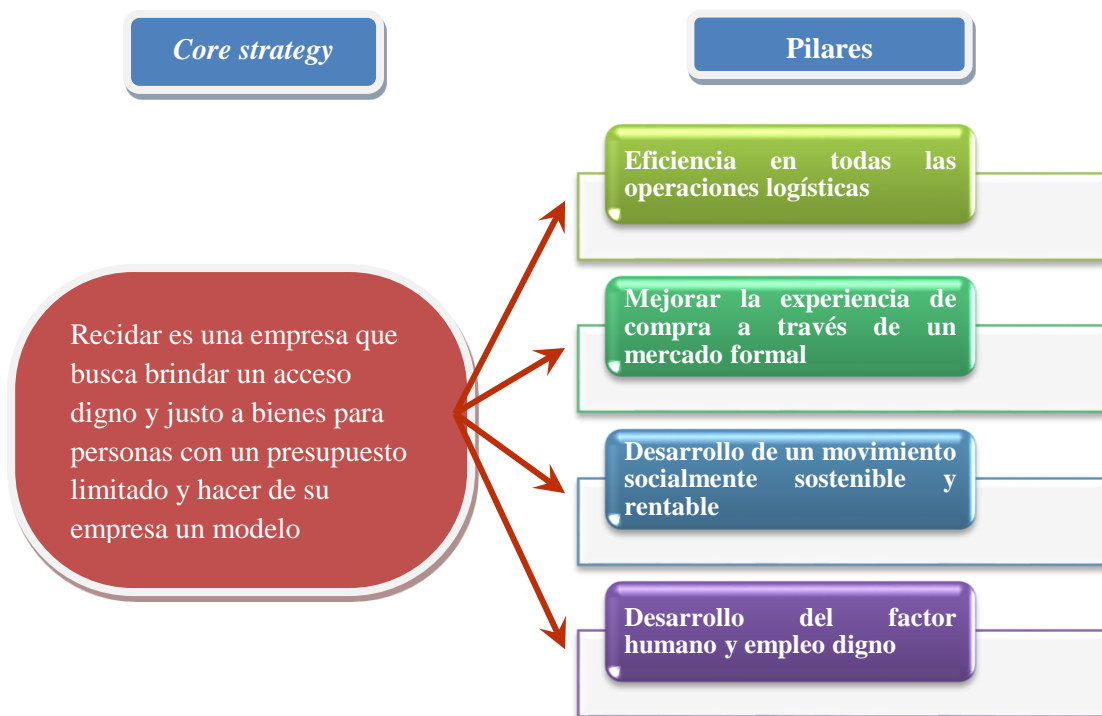 Core strategy
Pilares
Recidar es una empresa que
busca brindar un acceso
digno y justo a bienes para
personas con un presupuesto
limitado y hacer de su
empresa un modelo
Eficiencia en todas las
operaciones logísticas
Mejorar la experiencia de
compra a través de un
mercado formal
Desarrollo de un movimiento
socialmente sostenible y
rentable
Desarrollo del factor
humano y empleo digno